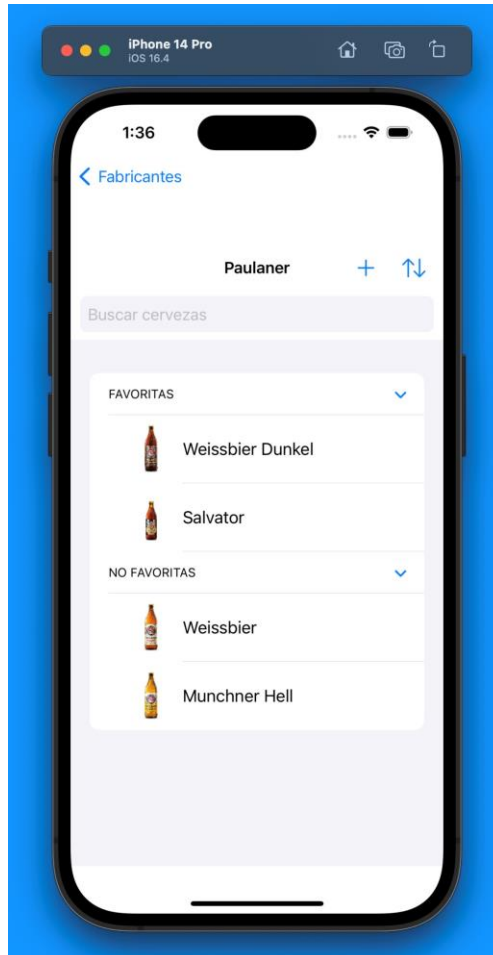 iPhone 14 Pro
iOS 16.4
1:36
Fabricantes
Paulaner
Buscar cervezas
FAVORITAS
Weissbier Dunkel
Salvator
NO FAVORITAS
Weissbier
Munchner Hell